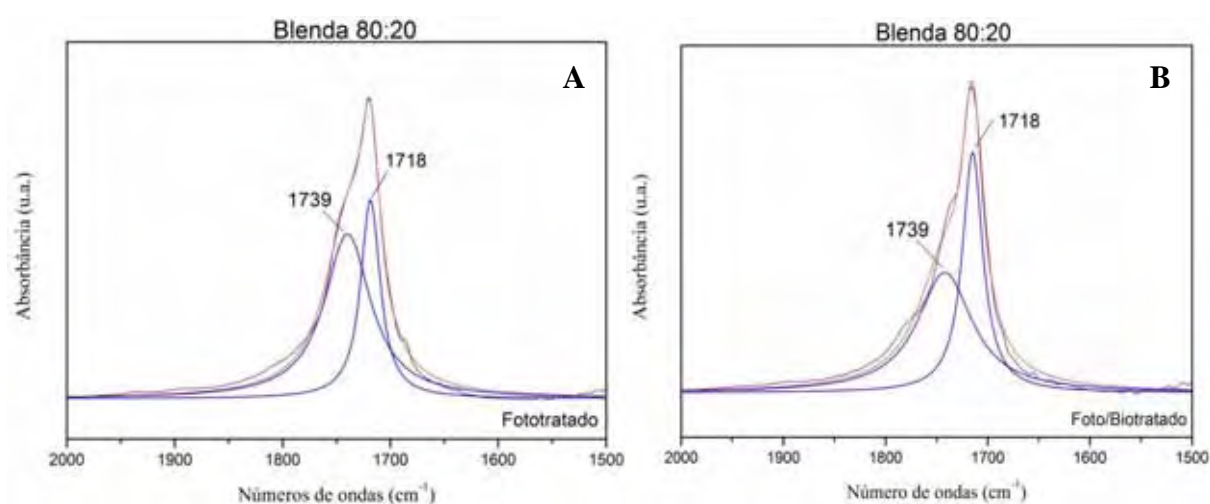 Blenda 80:20
A
1718
1739
Absorbância (u.a.)
Fototratado
2000 1900 1800 1700 1600 1500
Números de ondas (cm⁻¹)
Blenda 80:20
B
1718
1739
Absorbância (u.a.)
Foto/Biotratado
2000 1900 1800 1700 1600 1500
Número de ondas (cm⁻¹)